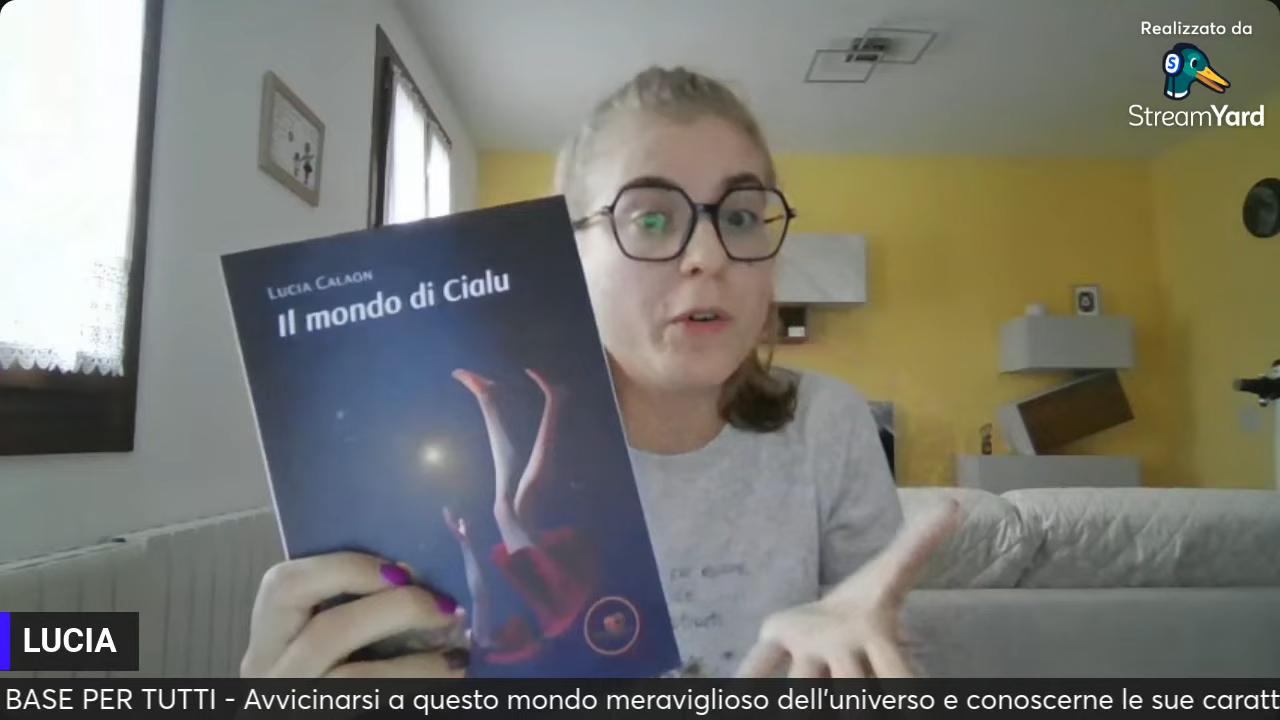 Realizzato da
StreamYard
LUCIA CALAON
Il mondo di Cialu
LUCIA
BASE PER TUTTI - Avvicinarsi a questo mondo meraviglioso dell'universo e conoscerne le sue caratt